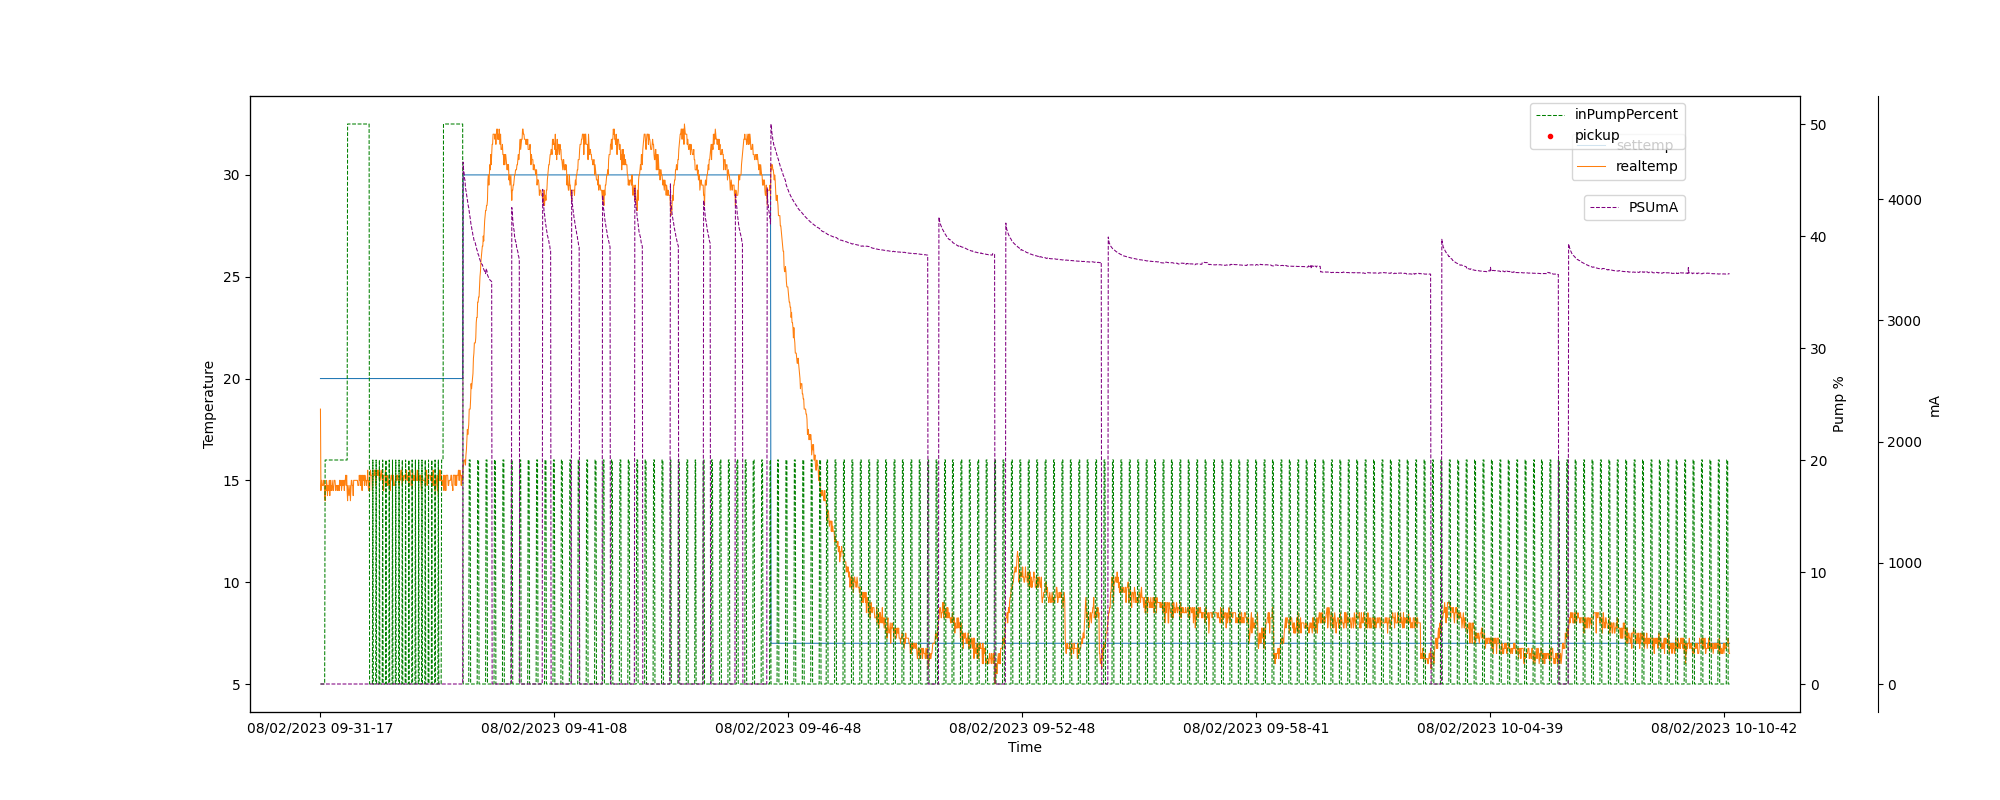 inPumpPercent
pickup
settemp
realtemp
PSUmA
30
25
20
15
10
5
Temperature
50
40
30
20
10
0
Pump %
4000
3000
2000
1000
0
mA
08/02/2023 09-31-17
08/02/2023 09-41-08
08/02/2023 09-46-48
08/02/2023 09-52-48
08/02/2023 09-58-41
08/02/2023 10-04-39
08/02/2023 10-10-42
Time